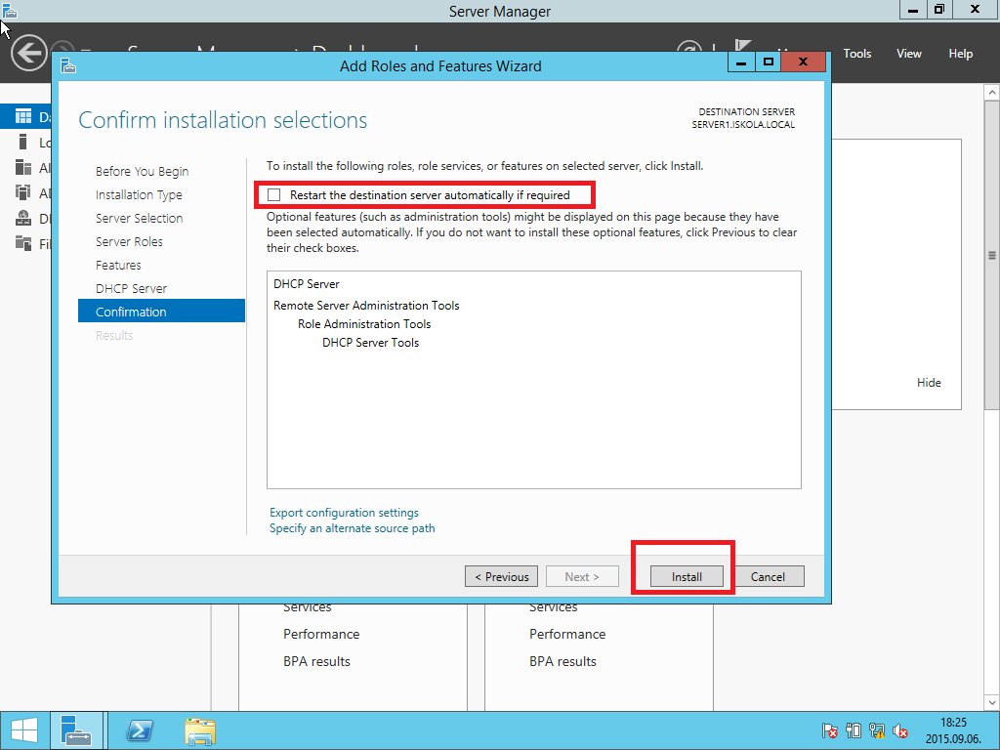 Server Manager
Tools View Help
Add Roles and Features Wizard
Confirm installation selections
DESTINATION SERVER
SERVER1.ISKOLA.LOCAL
Before You Begin
Installation Type
Server Selection
Server Roles
Features
DHCP Server
Confirmation
Results
To install the following roles, role services, or features on selected server, click Install.
Restart the destination server automatically if required
Optional features (such as administration tools) might be displayed on this page because they have
been selected automatically. If you do not want to install these optional features, click Previous to clear
their check boxes.
DHCP Server
Remote Server Administration Tools
Role Administration Tools
DHCP Server Tools
Export configuration settings
Specify an alternate source path
< Previous
Next >
Install
Cancel
Hide
Services
Performance
BPA results
Services
Performance
BPA results
18:25
2015.09.06.